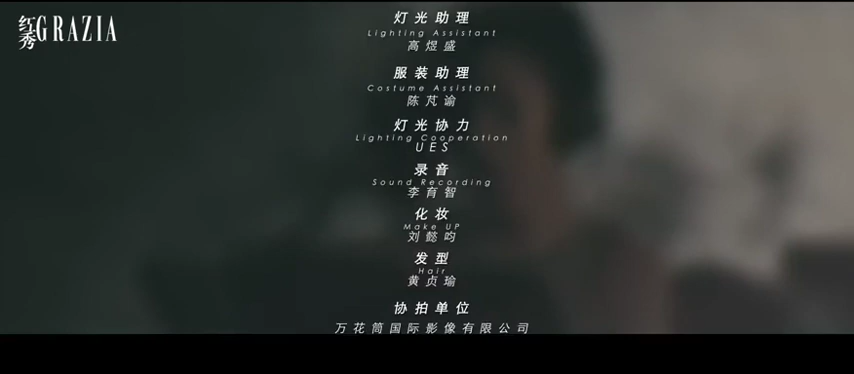 红秀GRAZIA
灯光助理
Lighting Assistant
高煜盛
服装助理
Costume Assistant
陈芃谕
灯光协力
Lighting Cooperation
UES
录音
Sound Recording
李育智
化妆
Make UP
刘懿昀
发型
Hair
黄贞瑜
协拍单位
万花筒国际影像有限公司